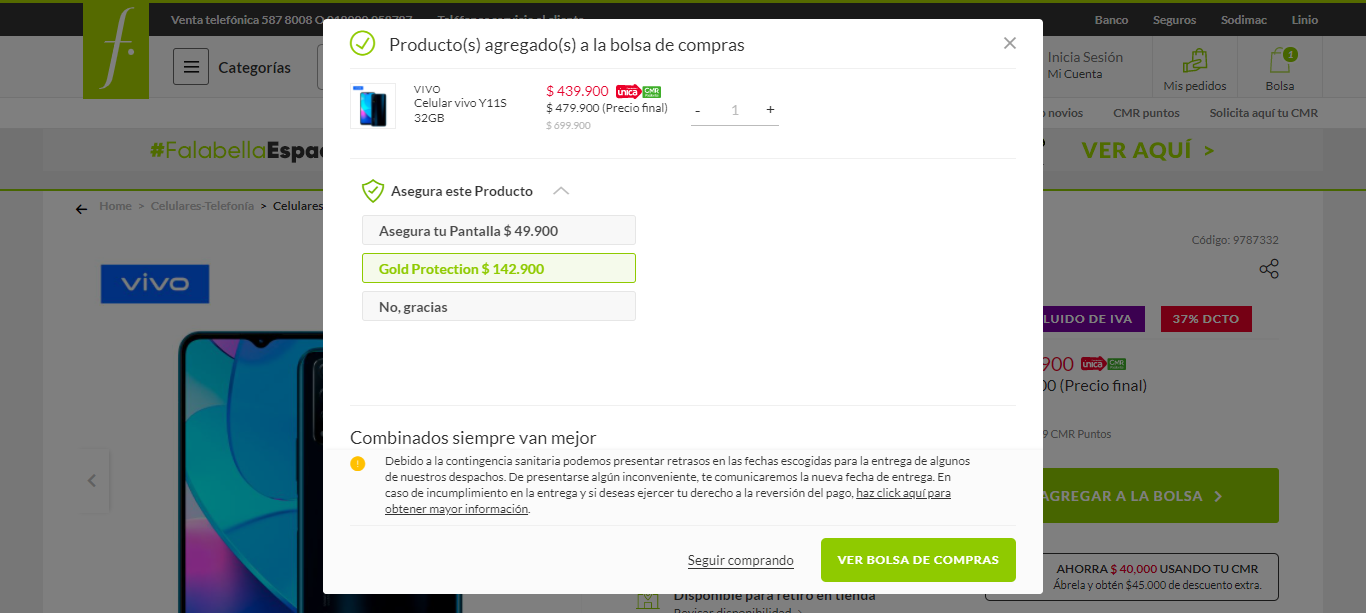 Venta telefónica 587 8008 O
Banco
Seguros
Sodimac
Linio
f.
Categorías
Inicia Sesión
Mi Cuenta
Mis pedidos
1
Bolsa
novios
CMR puntos
Solicita aquí tu CMR
#FalabellaEspac
VER AQUÍ >
Home > Celulares-Telefonía > Celulares
Producto(s) agregado(s) a la bolsa de compras
VIVO
Celular vivo Y11S
32GB
$ 439.900 única CMR
$ 479.900 (Precio final)
$ 699.900
- 1 +
Asegura este Producto
Asegura tu Pantalla $ 49.900
Gold Protection $ 142.900
No, gracias
Combinados siempre van mejor
Debido a la contingencia sanitaria podemos presentar retrasos en las fechas escogidas para la entrega de algunos
de nuestros despachos. De presentarse algún inconveniente, te comunicaremos la nueva fecha de entrega. En
caso de incumplimiento en la entrega y si deseas ejercer tu derecho a la reversión del pago, haz click aquí para
obtener mayor información.
Seguir comprando
VER BOLSA DE COMPRAS
vivo
Código: 9787332
LUIDO DE IVA
37% DCTO
900 única CMR
00 (Precio final)
9 CMR Puntos
AGREGAR A LA BOLSA >
AHORRA $ 40,000 USANDO TU CMR
Ábrela y obtén $45.000 de descuento extra.
Disponible para retiro en tienda
Revisar disponibilidad >